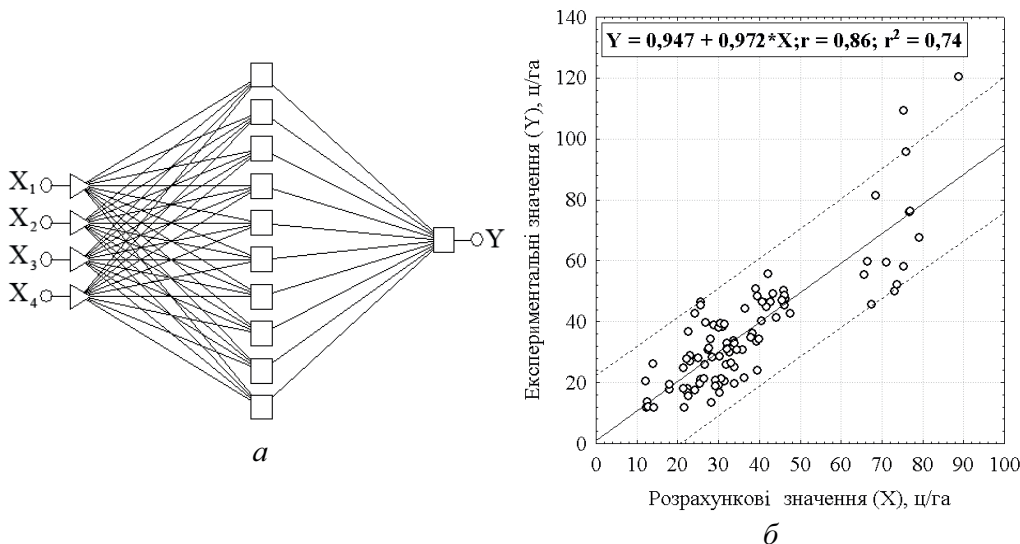 X₁
X₂
X₃
X₄
Y
а
Y = 0,947 + 0,972*X;r = 0,86; r² = 0,74
Експериментальні значення (Y), ц/га
140
120
100
80
60
40
20
0
0 10 20 30 40 50 60 70 80 90 100
Розрахункові значення (X), ц/га
б